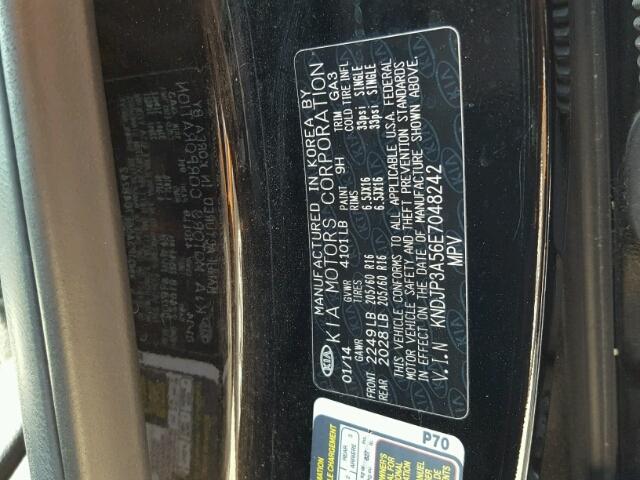 MANUFACTURED IN KOREA BY
KIA KIA MOTORS CORPORATION
01/14 GVWR 4101LB PAINT 9H TRIM GA3
GAWR TIRES RIMS COLD TIRE INFL
FRONT 2249LB 205/60 R16 6.5JX16 33psi SINGLE
REAR 2028LB 205/60 R16 6.5JX16 33psi SINGLE
THIS VEHICLE CONFORMS TO ALL APPLICABLE U.S.A. FEDERAL
MOTOR VEHICLE SAFETY AND THEFT PREVENTION STANDARDS
IN EFFECT ON THE DATE OF MANUFACTURE SHOWN ABOVE.
V.I.N KNDJP3A56E7048242
MPV
P70